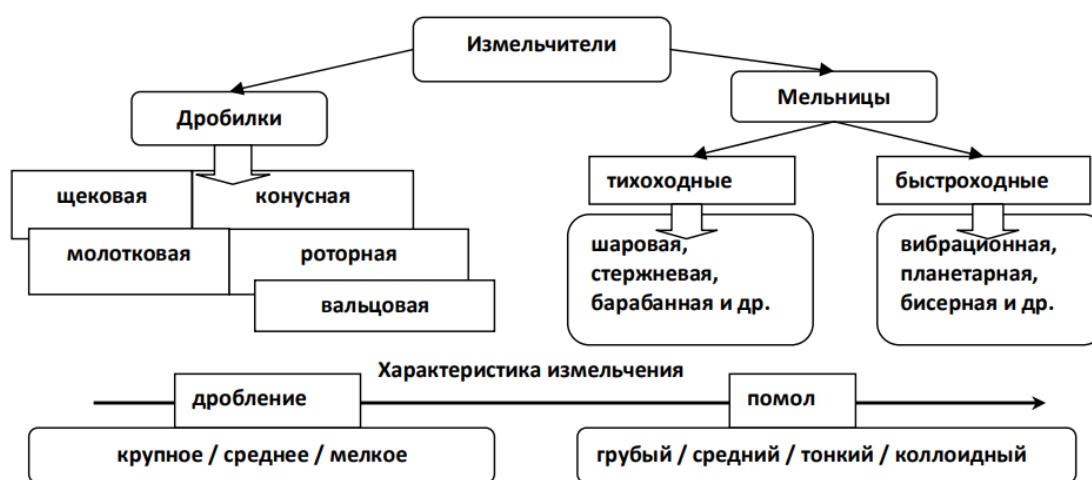 Измельчители
Дробилки
Мельницы
щековая
конусная
молотковая
роторная
вальцовая
тихоходные
быстроходные
шаровая,
стержневая,
барабанная и др.
вибрационная,
планетарная,
бисерная и др.
Характеристика измельчения
дробление
помол
крупное / среднее / мелкое
грубый / средний / тонкий / коллоидный